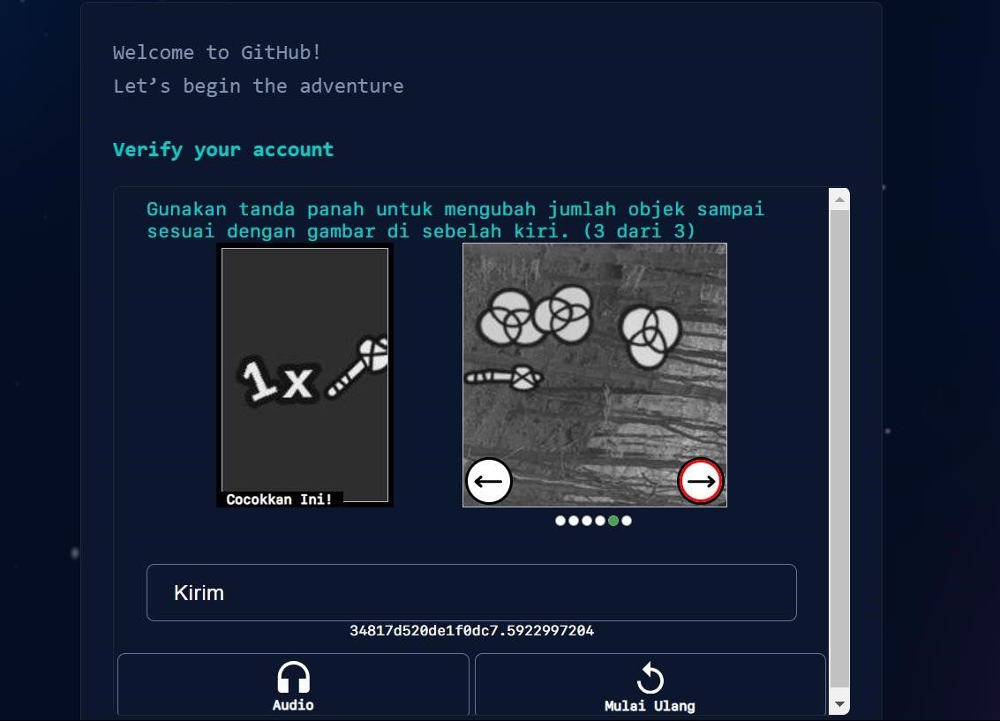 Welcome to GitHub!
Let’s begin the adventure
Verify your account
Gunakan tanda panah untuk mengubah jumlah objek sampai
sesuai dengan gambar di sebelah kiri. (3 dari 3)
1x
Cocokkan Ini!
Kirim
34817d520de1f0dc7.5922997204
Audio
Mulai Ulang